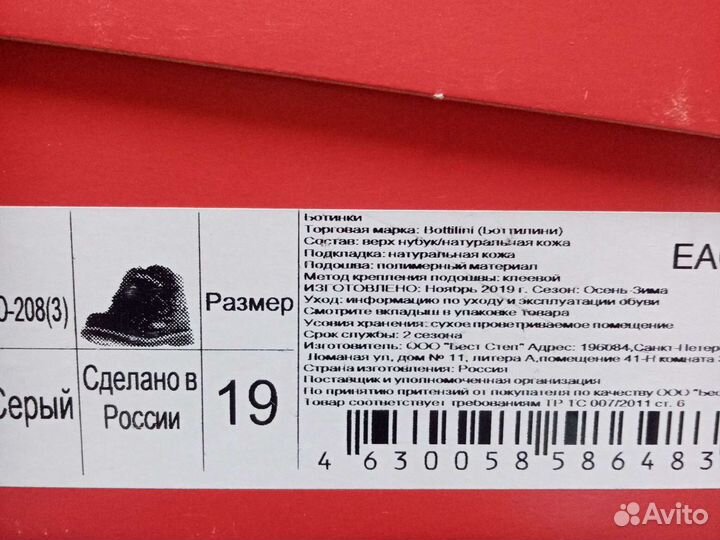 О-208(3)
Серый
Сделано в
России
Размер
19
Ботинки
Торговая марка: Bottilini (Боттилини)
Состав: верх нубук/натуральная кожа
Подкладка: натуральная кожа
Подошва: полимерный материал
Метод крепления подошвы: клеевой
ИЗГОТОВЛЕНО: Ноябрь 2019 г. Сезон: Осень-Зима
Уход: информацию по уходу и эксплуатации обуви
Смотрите вкладыш в упаковке товара
Условия хранения: сухое проветриваемое помещение
Срок службы: 2 сезона
Изготовитель: ООО "Бест Степ" Адрес: 196084,Санкт-Петер
Ломаная ул, дом № 11, литера А,помещение 41-Н комната
Страна изготовления: Россия
Поставщик и уполномоченная организация
По принятию притензий от покупателя по качеству ООО "Бес
Товар соответствует требованиям ТР ТС 007/2011 ст. 6
EAC
4 630058 586483
Avito